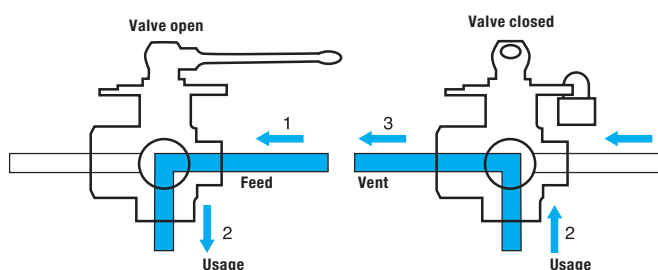 Valve open
Valve closed
1
3
Feed
Vent
2
2
Usage
Usage